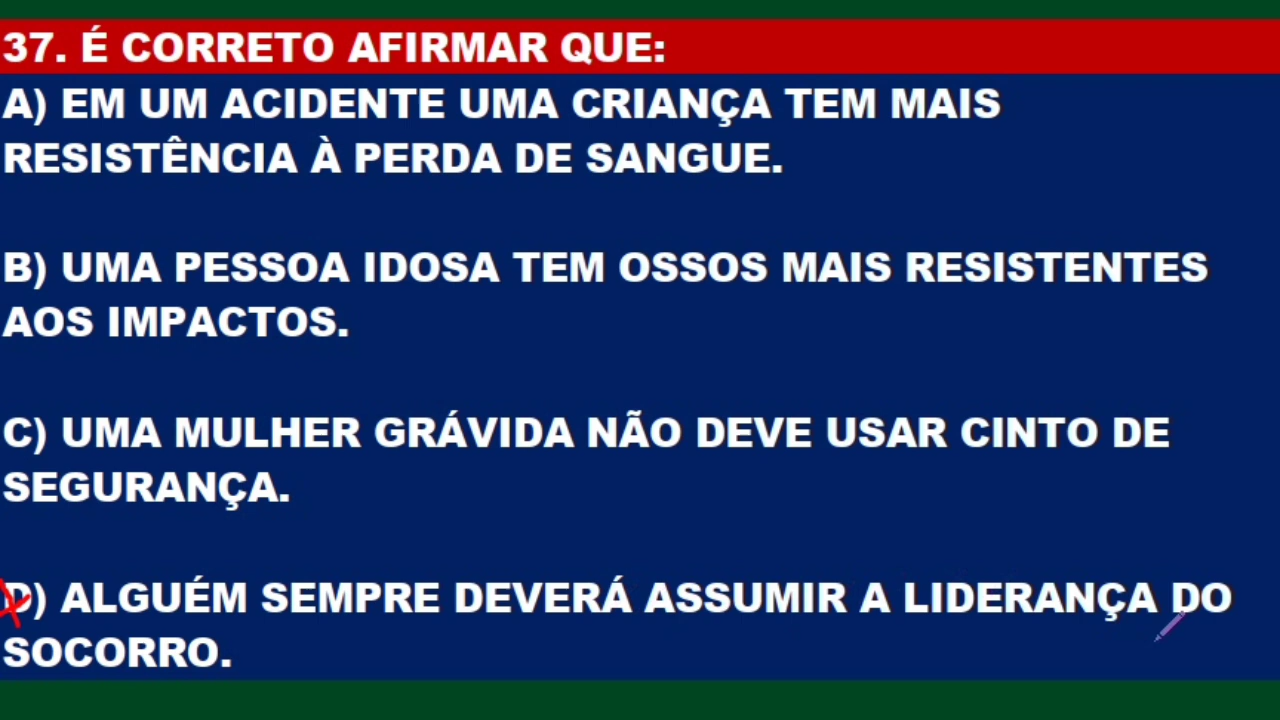 37. É CORRETO AFIRMAR QUE:
A) EM UM ACIDENTE UMA CRIANÇA TEM MAIS
RESISTÊNCIA À PERDA DE SANGUE.
B) UMA PESSOA IDOSA TEM OSSOS MAIS RESISTENTES
AOS IMPACTOS.
C) UMA MULHER GRÁVIDA NÃO DEVE USAR CINTO DE
SEGURANÇA.
D) ALGUÉM SEMPRE DEVERÁ ASSUMIR A LIDERANÇA DO
SOCORRO.